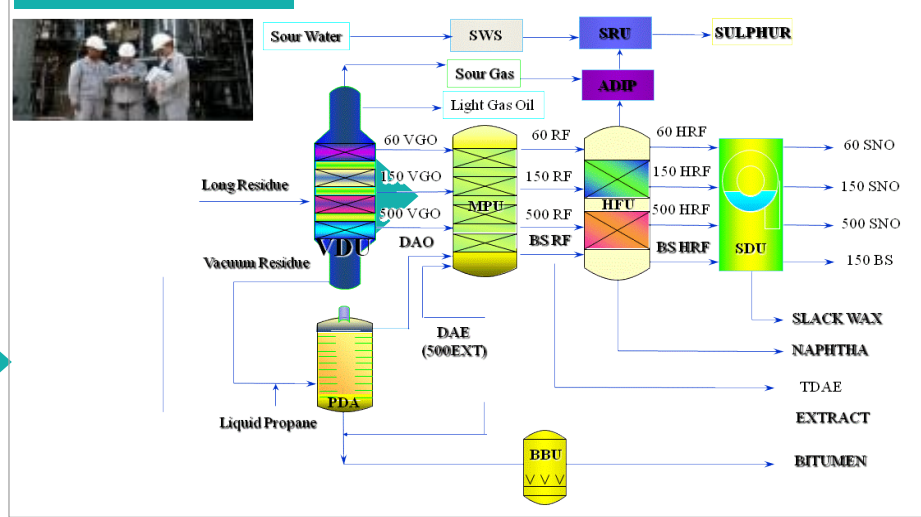 Sour Water
SWS
SRU
SULPHUR
Sour Gas
ADIP
Light Gas Oil
60 VGO
60 RF
60 HRF
60 SNO
Long Residue
150 VGO
150 RF
150 HRF
150 SNO
MPU
HFU
500 VGO
500 RF
500 HRF
500 SNO
VDU
DAO
BS RF
BS HRF
SDU
150 BS
Vacuum Residue
SLACK WAX
DAE
(500EXT)
NAPHTHA
TDAE
PDA
Liquid Propane
EXTRACT
BBU
BITUMEN